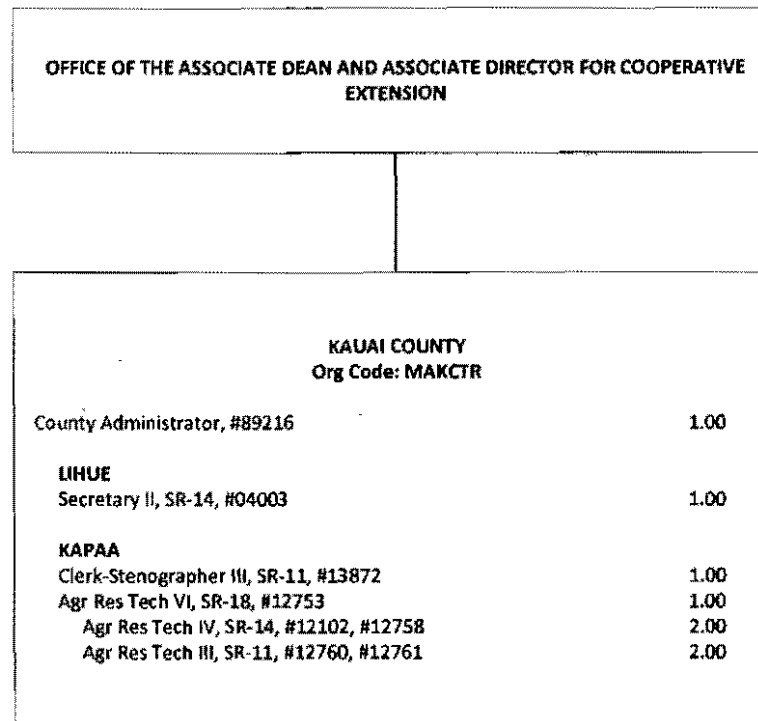 OFFICE OF THE ASSOCIATE DEAN AND ASSOCIATE DIRECTOR FOR COOPERATIVE
EXTENSION
KAUAI COUNTY
Org Code: MAKCTR
County Administrator, #89216 1.00
LIHUE
Secretary II, SR-14, #04003 1.00
KAPAA
Clerk-Stenographer III, SR-11, #13872 1.00
Agr Res Tech VI, SR-18, #12753 1.00
Agr Res Tech IV, SR-14, #12102, #12758 2.00
Agr Res Tech III, SR-11, #12760, #12761 2.00